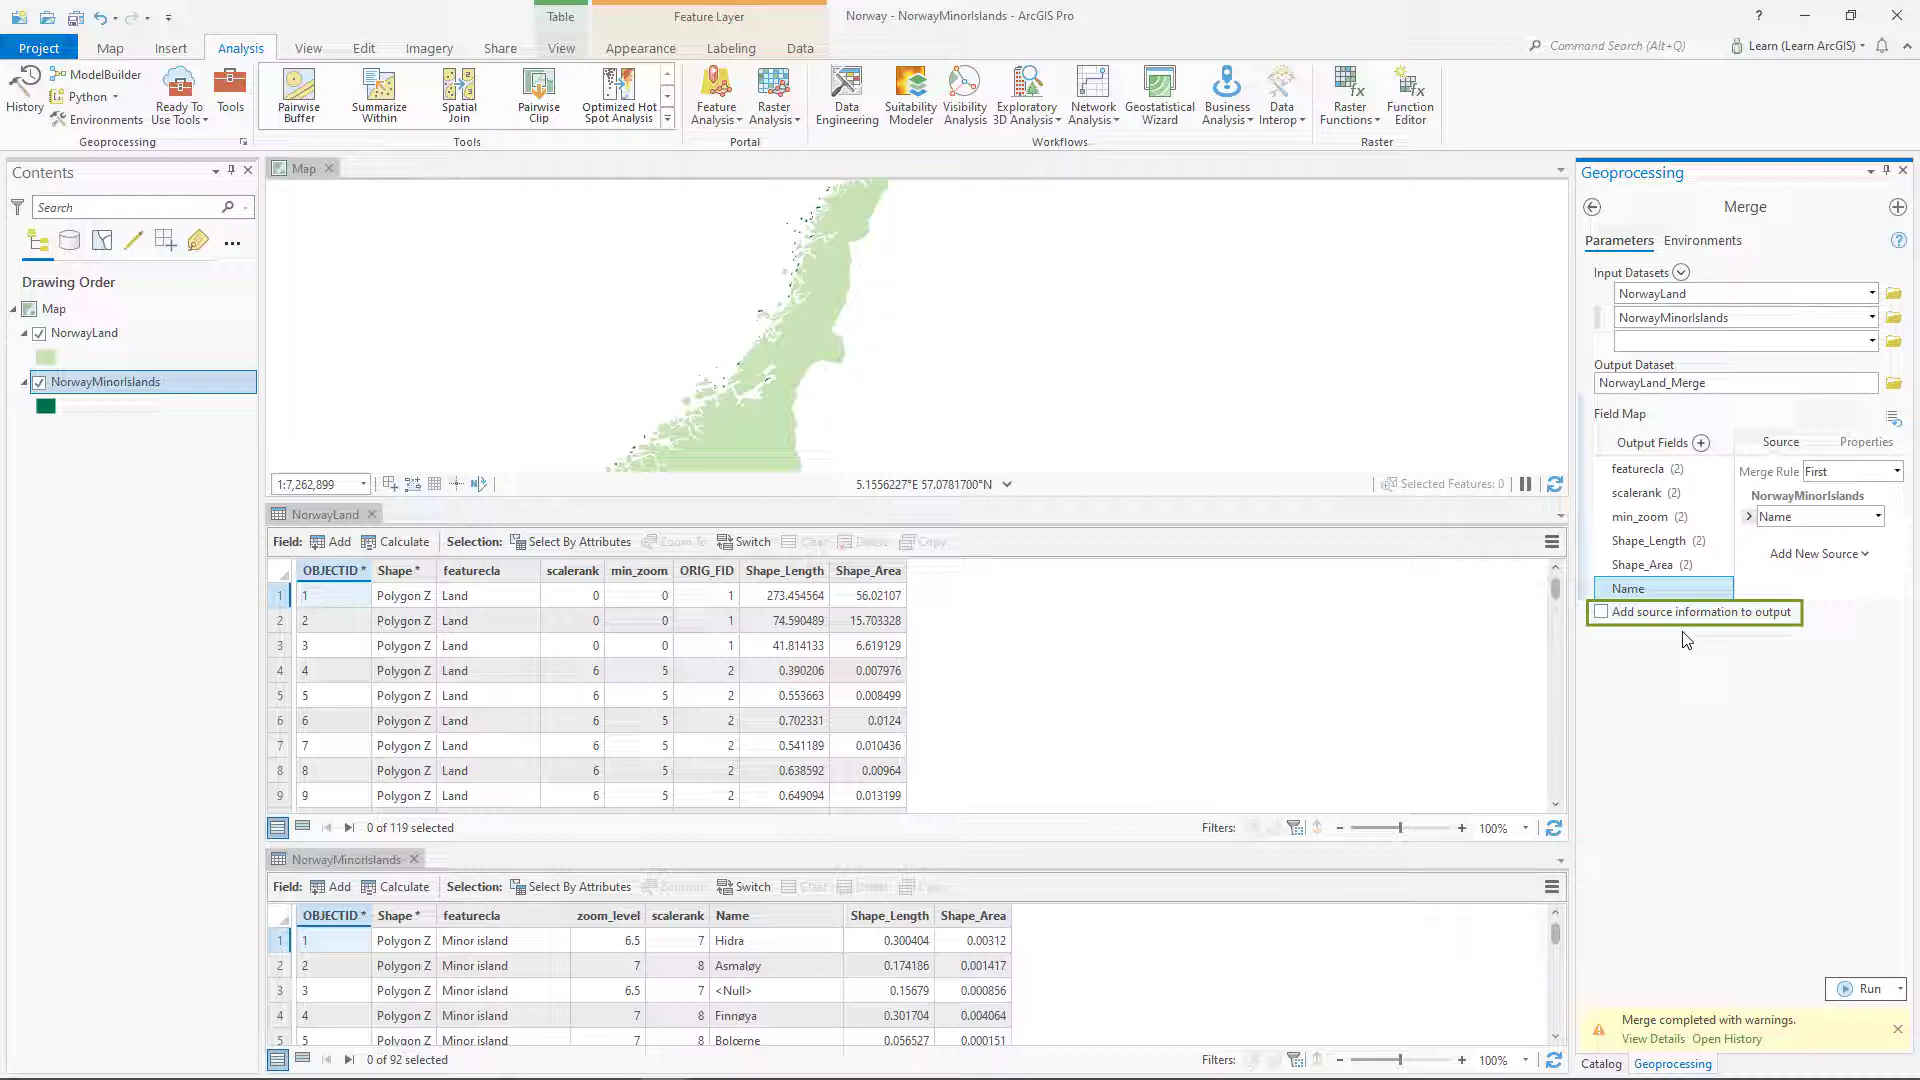 Table
Feature Layer
Norway - NorwayMinorIslands - ArcGIS Pro
?
Project Map Insert Analysis View Edit Imagery Share View Appearance Labeling Data
Command Search (Alt+Q)
Learn (Learn ArcGIS)
History
ModelBuilder
Python
Environments
Ready To Use Tools
Tools
Pairwise Buffer
Summarize Within
Spatial Join
Pairwise Clip
Optimized Hot Spot Analysis
Feature Analysis
Raster Analysis
Data Engineering
Suitability Modeler
Visibility Analysis
Exploratory 3D Analysis
Network Analysis
Geostatistical Wizard
Business Analysis
Data Interop
Raster Functions
Function Editor
Geoprocessing Tools Portal Workflows Raster
Contents
Search
Drawing Order
Map
NorwayLand
NorwayMinorIslands
Map
1:7,262,899
5.1556227°E 57.0781700°N
Selected Features: 0
NorwayLand
Field: Add Calculate Selection: Select By Attributes Zoom To Switch Clear Delete Copy
OBJECTID * Shape * featurecla scalerank min_zoom ORIG_FID Shape_Length Shape_Area
1 1 Polygon Z Land 0 0 1 273.454564 56.02107
2 2 Polygon Z Land 0 0 1 74.590489 15.703328
3 3 Polygon Z Land 0 0 1 41.814133 6.619129
4 4 Polygon Z Land 6 5 2 0.390206 0.007976
5 5 Polygon Z Land 6 5 2 0.553663 0.008499
6 6 Polygon Z Land 6 5 2 0.702331 0.0124
7 7 Polygon Z Land 6 5 2 0.541189 0.010436
8 8 Polygon Z Land 6 5 2 0.638592 0.00964
9 9 Polygon Z Land 6 5 2 0.649094 0.013199
0 of 119 selected
Filters:
100%
NorwayMinorIslands
Field: Add Calculate Selection: Select By Attributes Switch
OBJECTID * Shape * featurecla zoom_level scalerank Name Shape_Length Shape_Area
1 1 Polygon Z Minor island 6.5 7 Hidra 0.300404 0.00312
2 2 Polygon Z Minor island 7 8 Asmaløy 0.174186 0.001417
3 3 Polygon Z Minor island 6.5 7 <Null> 0.15679 0.000856
4 4 Polygon Z Minor island 7 8 Finnøya 0.301704 0.004064
5 5 Polygon Z Minor island 7 8 Bolærne 0.056527 0.000151
0 of 92 selected
Filters:
100%
Geoprocessing
Merge
Parameters Environments
Input Datasets
NorwayLand
NorwayMinorIslands
Output Dataset
NorwayLand_Merge
Field Map
Output Fields
Source Properties
featurecla (2)
scalerank (2)
min_zoom (2)
Shape_Length (2)
Shape_Area (2)
Name
Merge Rule First
NorwayMinorIslands
Name
Add New Source
Add source information to output
Run
Merge completed with warnings.
View Details Open History
Catalog Geoprocessing